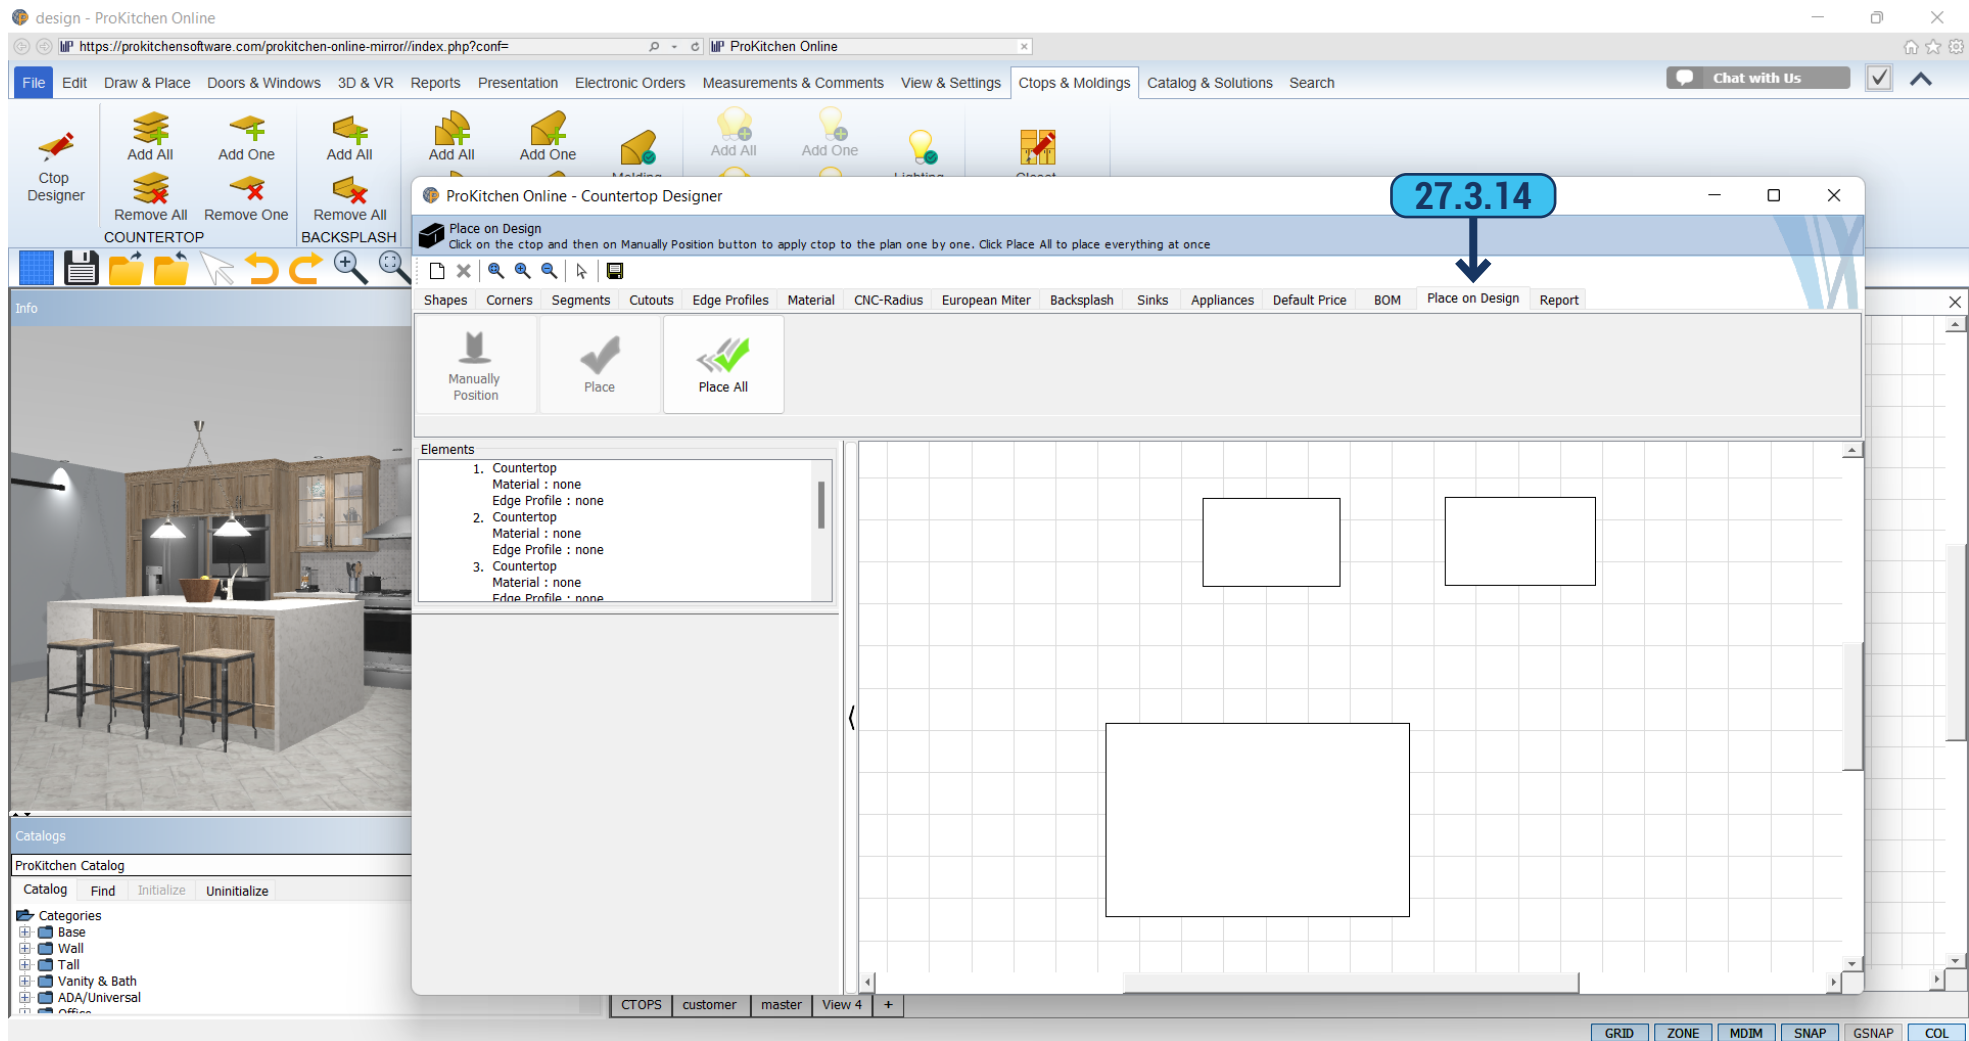 design - ProKitchen Online
https://prokitchensoftware.com/prokitchen-online-mirror//index.php?conf=
ProKitchen Online
File Edit Draw & Place Doors & Windows 3D & VR Reports Presentation Electronic Orders Measurements & Comments View & Settings Ctops & Moldings Catalog & Solutions Search
Chat with Us
Add All Add One Add All Add All Add One Add All Add One
Ctop Designer
Molding Lighting Closet
Remove All Remove One Remove All
COUNTERTOP BACKSPLASH
ProKitchen Online - Countertop Designer
27.3.14
Place on Design
Click on the ctop and then on Manually Position button to apply ctop to the plan one by one. Click Place All to place everything at once
Shapes Corners Segments Cutouts Edge Profiles Material CNC-Radius European Miter Backsplash Sinks Appliances Default Price BOM Place on Design Report
Info
Manually
Position
Place
Place All
Elements
1. Countertop
Material : none
Edge Profile : none
2. Countertop
Material : none
Edge Profile : none
3. Countertop
Material : none
Edge Profile : none
Catalogs
ProKitchen Catalog
Catalog Find Initialize Uninitialize
Categories
Base
Wall
Tall
Vanity & Bath
ADA/Universal
Office
CTOPS customer master View 4 +
GRID ZONE MDIM SNAP GSNAP COL